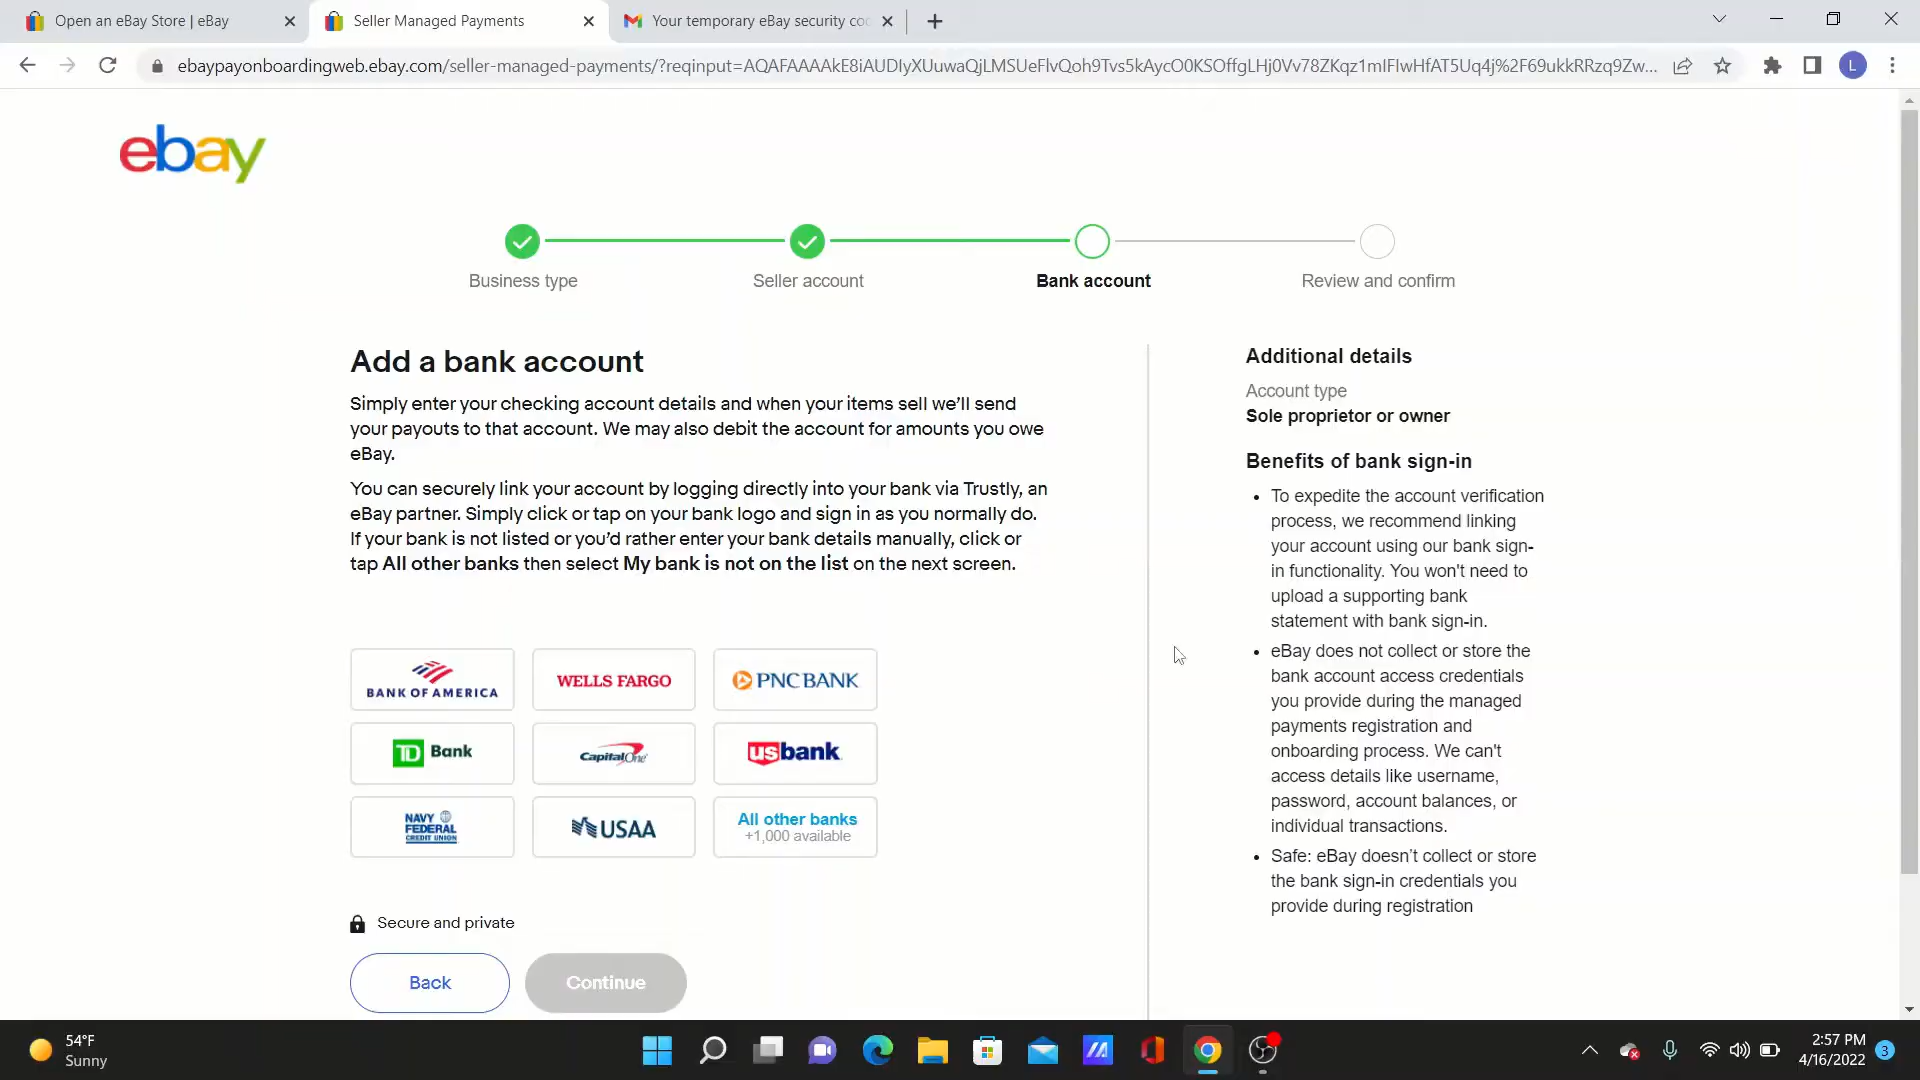 Open an eBay Store | eBay
Seller Managed Payments
Your temporary eBay security co
ebaypayonboardingweb.ebay.com/seller-managed-payments/?reqinput=
L
ebay
Business type
Seller account
Bank account
Review and confirm
Add a bank account
Simply enter your checking account details and when your items sell we’ll send
your payouts to that account. We may also debit the account for amounts you owe
eBay.
You can securely link your account by logging directly into your bank via Trustly, an
eBay partner. Simply click or tap on your bank logo and sign in as you normally do.
If your bank is not listed or you’d rather enter your bank details manually, click or
tap All other banks then select My bank is not on the list on the next screen.
BANK OF AMERICA
WELLS FARGO
PNC BANK
TD Bank
Capital One
usbank
NAVY
FEDERAL
CREDIT UNION
USAA
All other banks
+1,000 available
Secure and private
Back
Continue
Additional details
Account type
Sole proprietor or owner
Benefits of bank sign-in
• To expedite the account verification
process, we recommend linking
your account using our bank sign-
in functionality. You won't need to
upload a supporting bank
statement with bank sign-in.
• eBay does not collect or store the
bank account access credentials
you provide during the managed
payments registration and
onboarding process. We can't
access details like username,
password, account balances, or
individual transactions.
• Safe: eBay doesn’t collect or store
the bank sign-in credentials you
provide during registration
54°F
Sunny
2:57 PM
4/16/2022
3